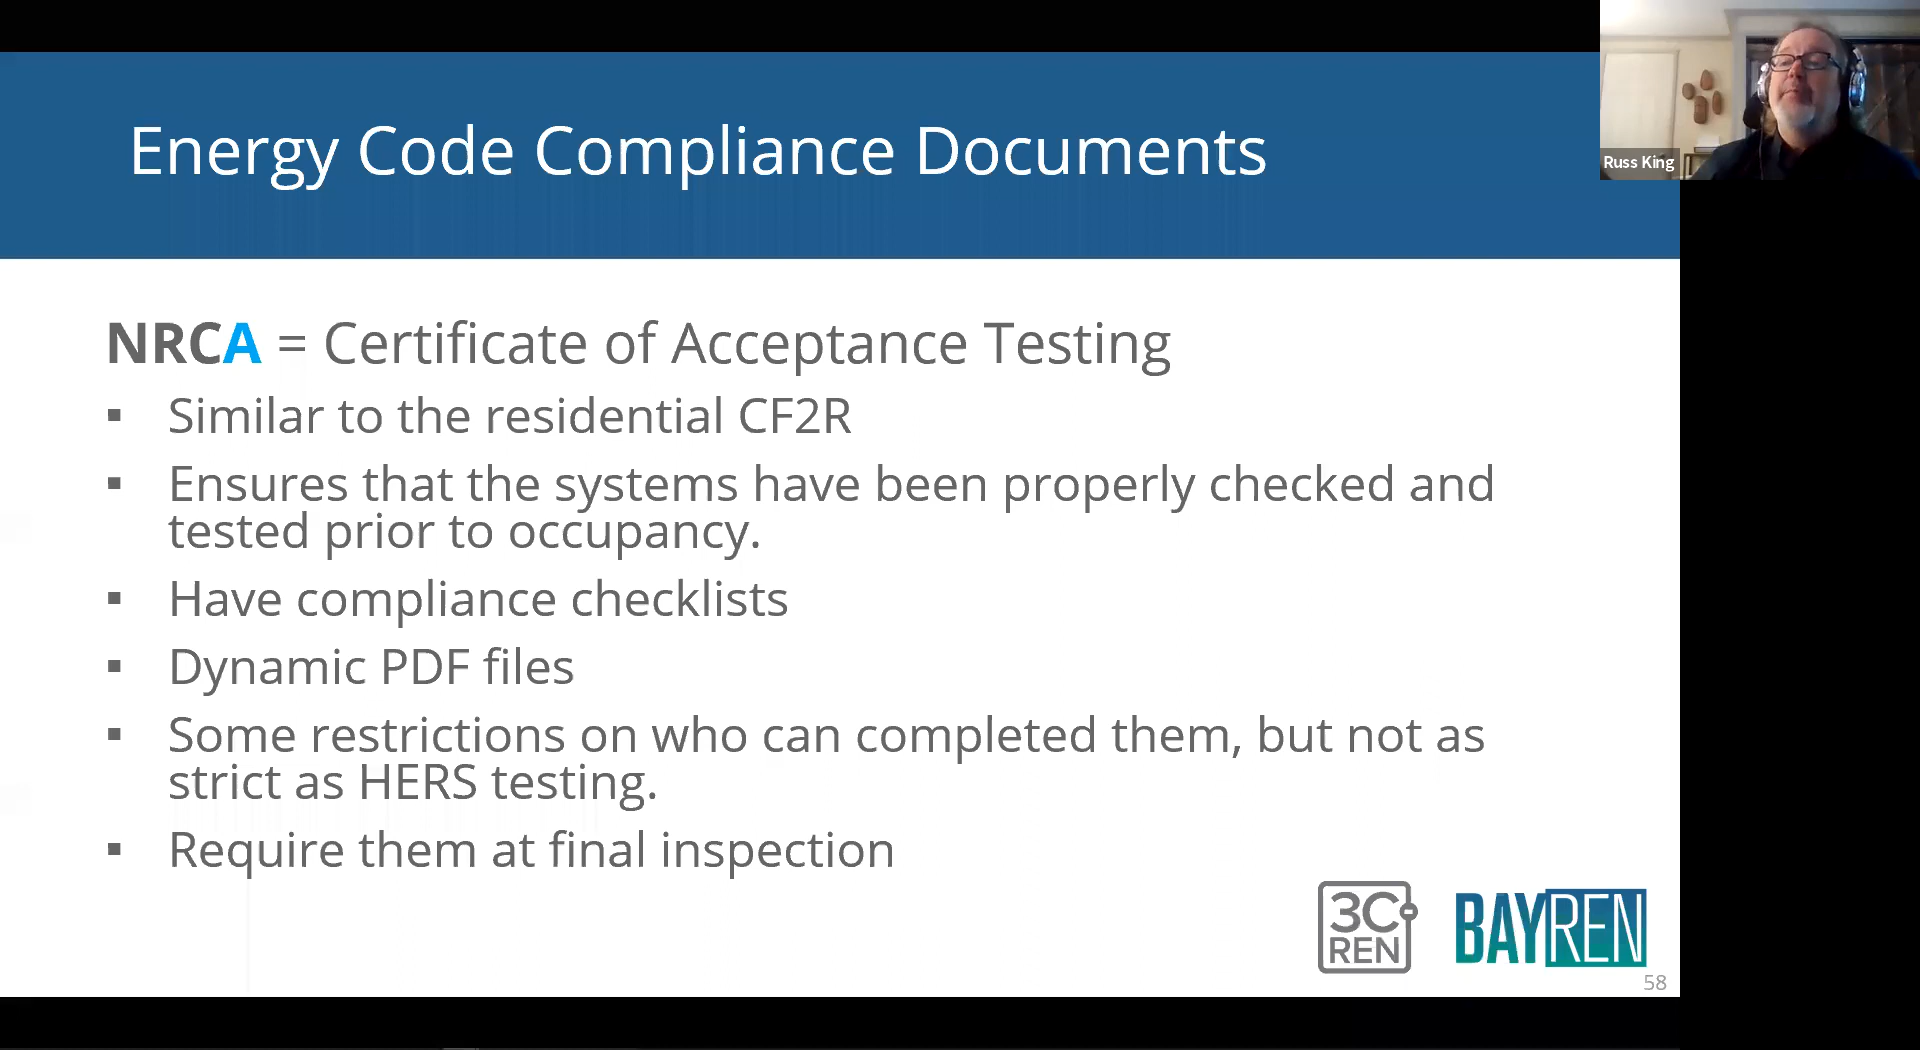 Energy Code Compliance Documents
Russ King
NRCA = Certificate of Acceptance Testing
▪ Similar to the residential CF2R
▪ Ensures that the systems have been properly checked and
tested prior to occupancy.
▪ Have compliance checklists
▪ Dynamic PDF files
▪ Some restrictions on who can completed them, but not as
strict as HERS testing.
▪ Require them at final inspection
3C-
REN
BAYREN
58